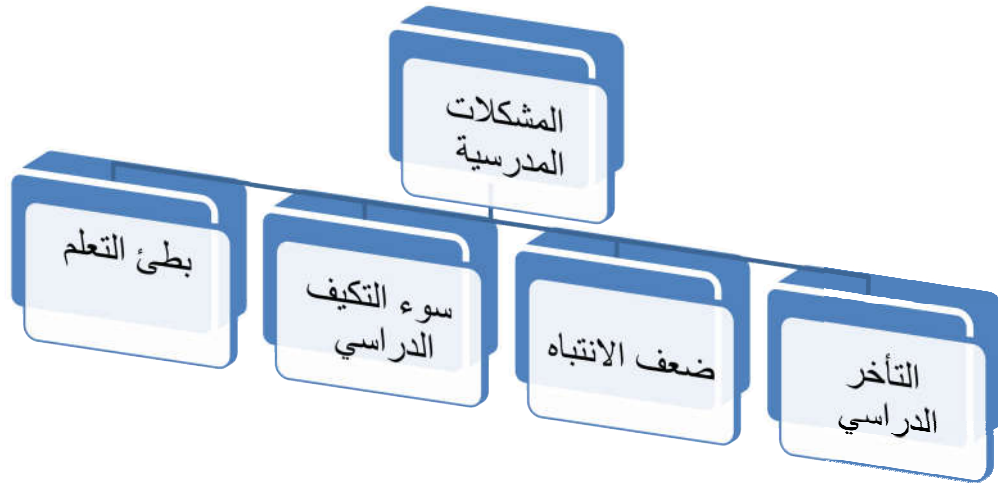 المشكلات
المدرسية
التأخر
الدراسي
ضعف الانتباه
سوء التكيف
الدراسي
بطئ التعلم